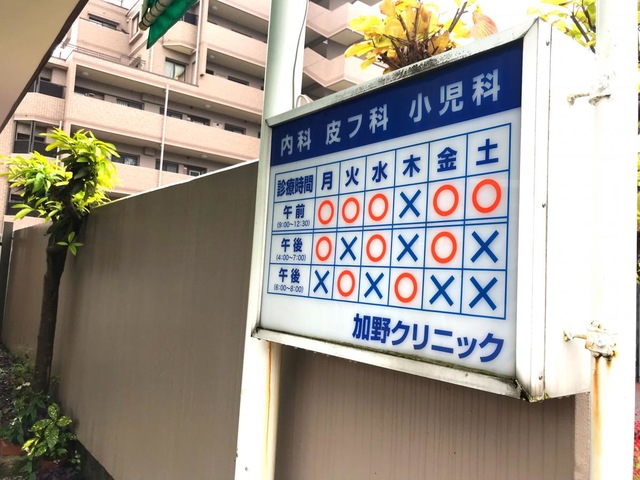 内科 皮フ科 小児科
診療時間 月 火 水 木 金 土
午前 (9:00〜12:30) ○ ○ ○ × ○ ○
午後 (4:00〜7:00) ○ × ○ × ○ ×
午後 (6:00〜8:00) × ○ × ○ × ×
加野クリニック